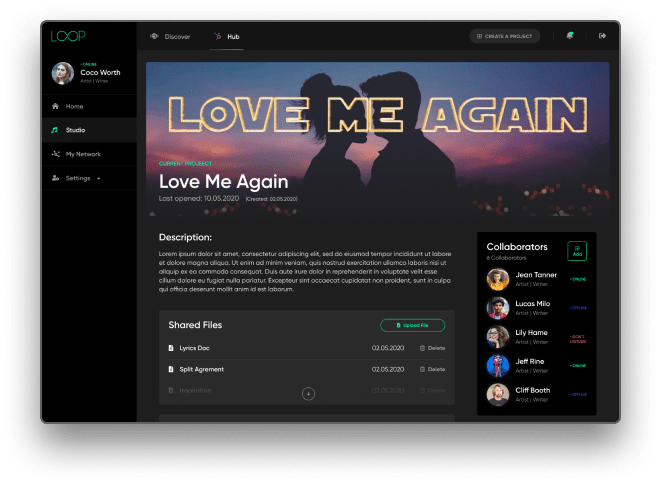 LOOP
Discover
Hub
CREATE A PROJECT
• ONLINE
Coco Worth
Artist | Writer
Home
Studio
My Network
Settings
LOVE ME AGAIN
CURRENT PROJEECT
Love Me Again
Last opened: 10.05.2020 (Created: 02.05.2020)
Description:
Lorem ipsum dolor sit amet, consectetur adipiscing elit, sed do eiusmod tempor incididunt ut labore
et dolore magna aliqua. Ut enim ad minim veniam, quis nostrud exercitation ullamco laboris nisi ut
aliquip ex ea commodo consequat. Duis aute irure dolor in reprehenderit in voluptate velit esse
cillum dolore eu fugiat nulla pariatur. Excepteur sint occaecat cupidatat non proident, sunt in culpa
qui officia deserunt mollit anim id est laborum.
Shared Files
Upload File
Lyrics Doc 02.05.2020 Delete
Split Agrement 02.05.2020 Delete
Inspiration 02.05.2020 Delete
Collaborators
6 Collaborators
Add
Jean Tanner
Artist | Writer
• ONLINE
Lucas Milo
Artist | Writer
• OFFLINE
Lily Hame
Artist | Writer
• DON'T
DISTURB
Jeff Rine
Artist | Writer
• ONLINE
Cliff Booth
Artist | Writer
• OFFLINE